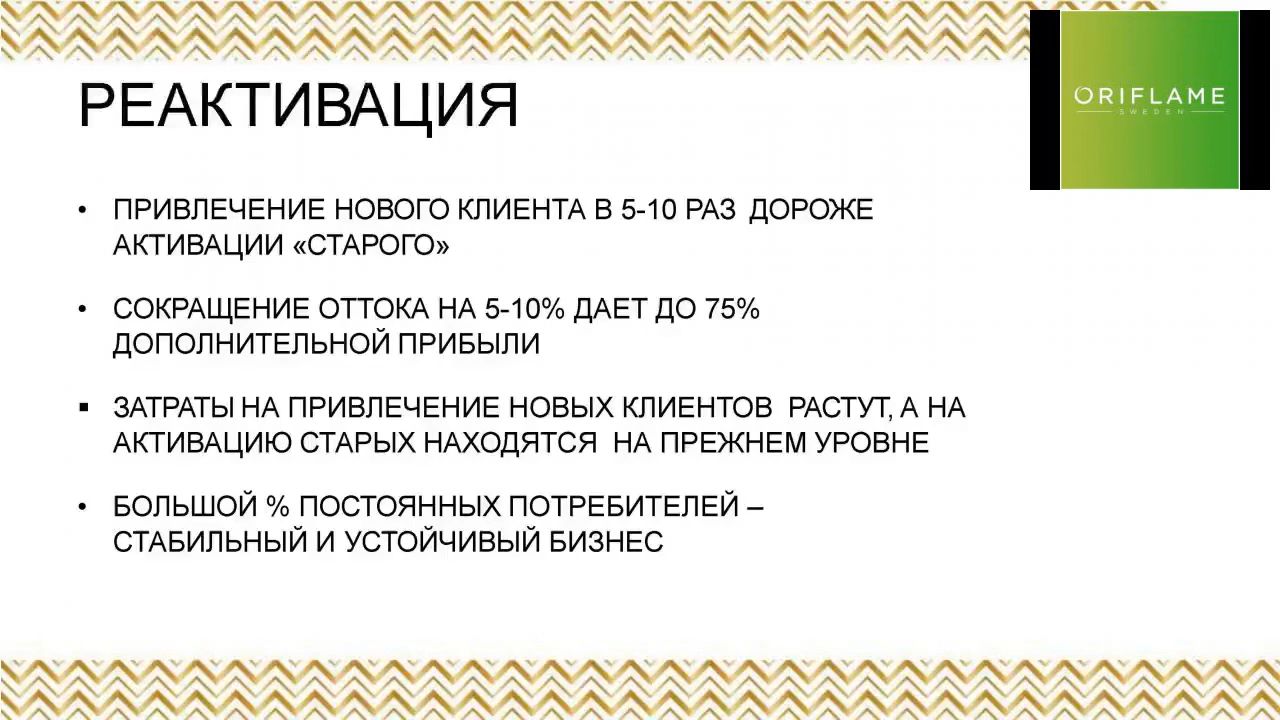 РЕАКТИВАЦИЯ
ORIFLAME
SWEDEN
• ПРИВЛЕЧЕНИЕ НОВОГО КЛИЕНТА В 5-10 РАЗ ДОРОЖЕ
АКТИВАЦИИ «СТАРОГО»
• СОКРАЩЕНИЕ ОТТОКА НА 5-10% ДАЕТ ДО 75%
ДОПОЛНИТЕЛЬНОЙ ПРИБЫЛИ
▪ ЗАТРАТЫ НА ПРИВЛЕЧЕНИЕ НОВЫХ КЛИЕНТОВ РАСТУТ, А НА
АКТИВАЦИЮ СТАРЫХ НАХОДЯТСЯ НА ПРЕЖНЕМ УРОВНЕ
• БОЛЬШОЙ % ПОСТОЯННЫХ ПОТРЕБИТЕЛЕЙ –
СТАБИЛЬНЫЙ И УСТОЙЧИВЫЙ БИЗНЕС